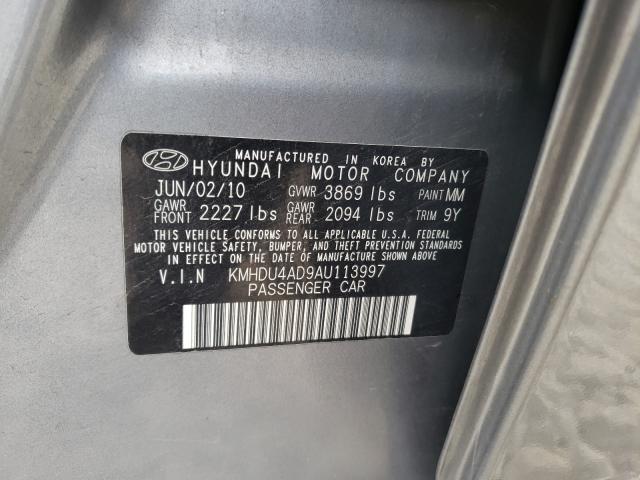 MANUFACTURED IN KOREA BY
HYUNDAI MOTOR COMPANY
JUN/02/10 GVWR 3869 lbs PAINT MM
GAWR FRONT 2227 lbs GAWR REAR 2094 lbs TRIM 9Y
THIS VEHICLE CONFORMS TO ALL APPLICABLE U.S.A. FEDERAL
MOTOR VEHICLE SAFETY, BUMPER, AND THEFT PREVENTION STANDARDS
IN EFFECT ON THE DATE OF MANUFACTURE SHOWN ABOVE.
V.I.N KMHDU4AD9AU113997
PASSENGER CAR